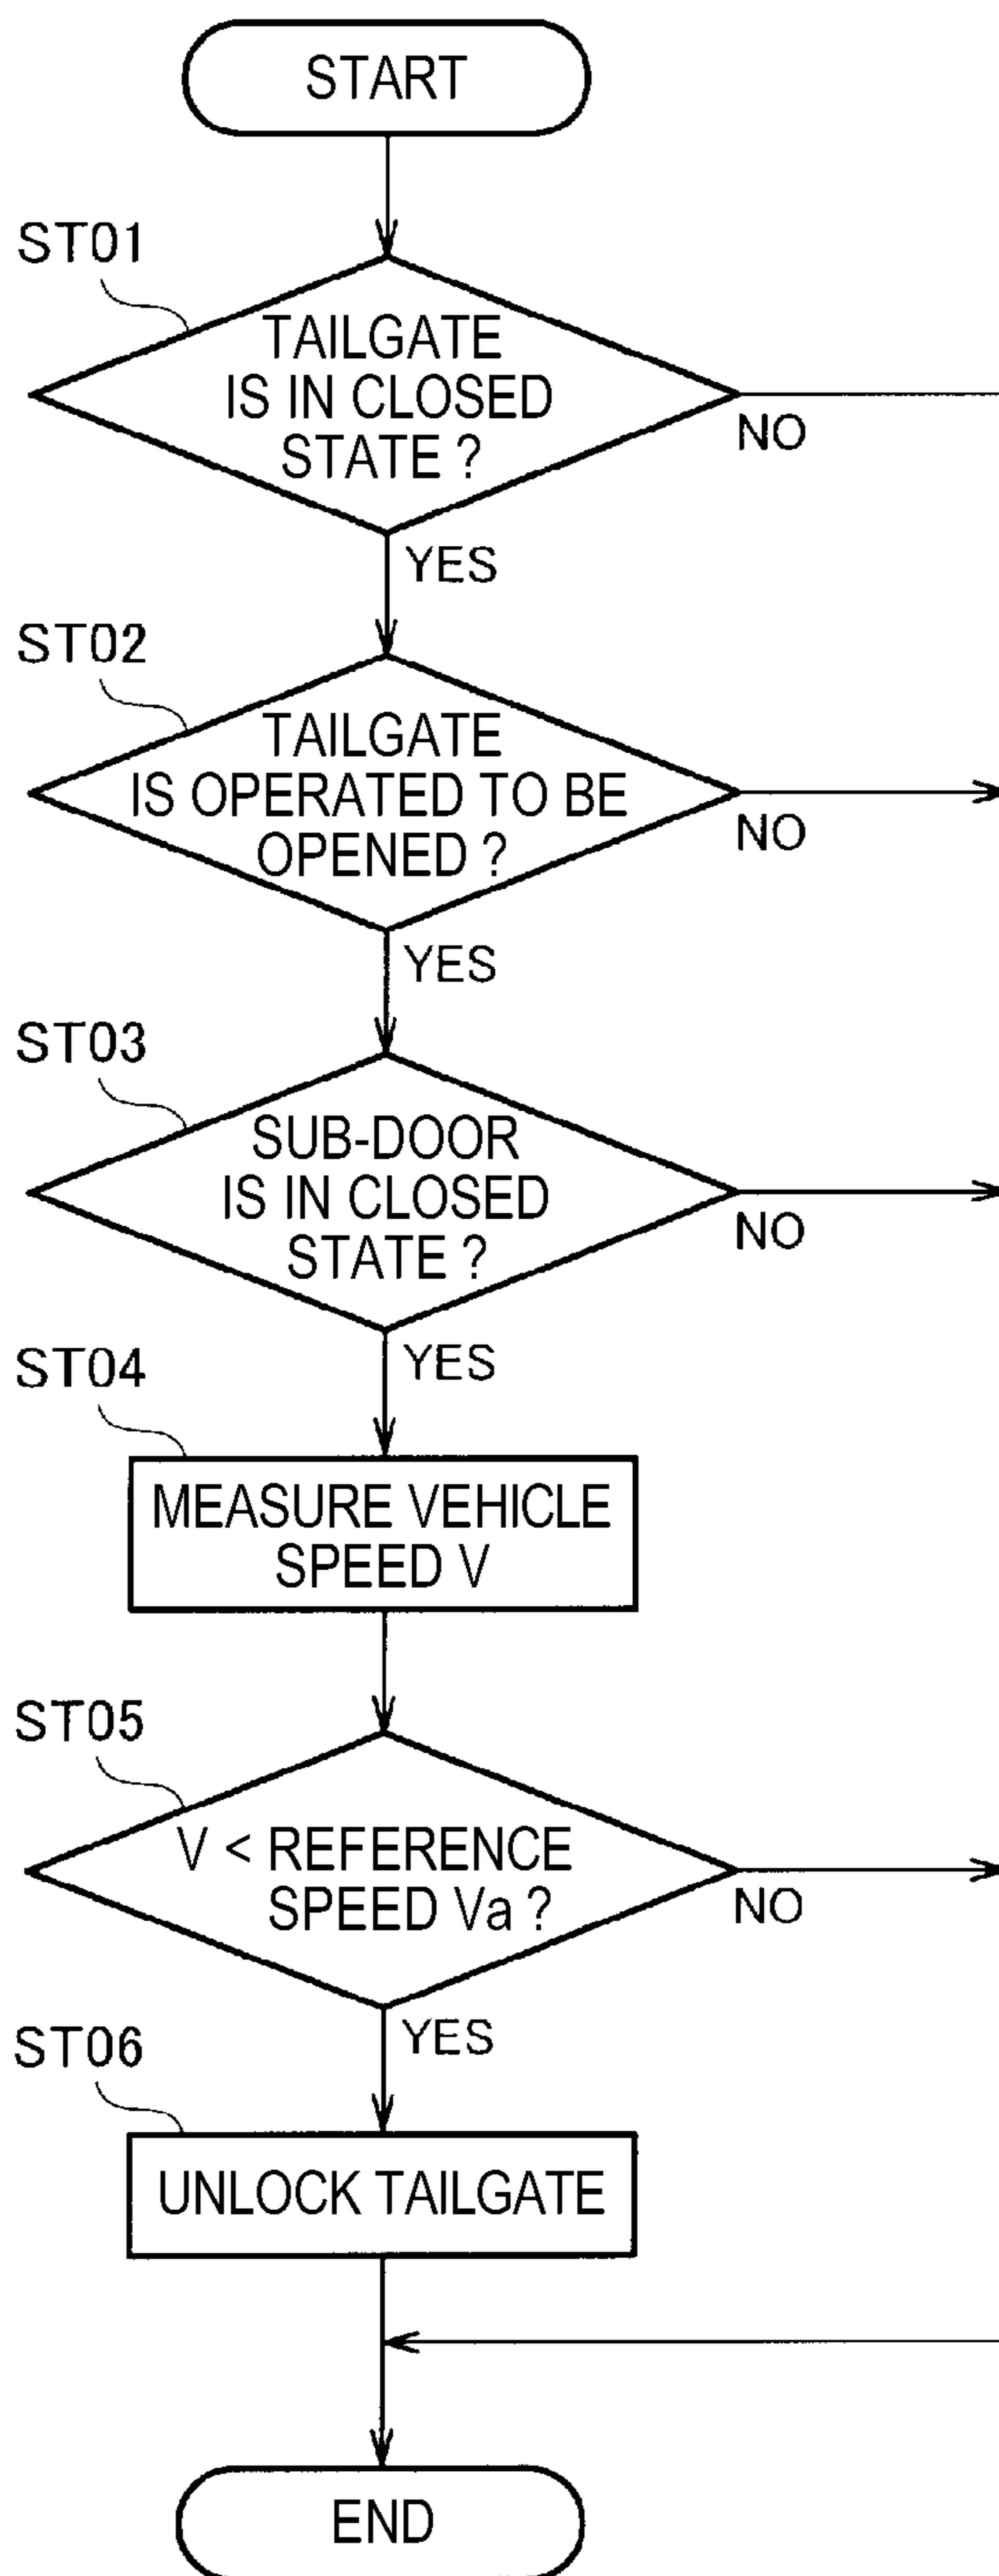 START
ST01
TAILGATE
IS IN CLOSED
STATE ?
NO
YES
ST02
TAILGATE
IS OPERATED TO BE
OPENED ?
NO
YES
ST03
SUB-DOOR
IS IN CLOSED
STATE ?
NO
YES
ST04
MEASURE VEHICLE
SPEED V
ST05
V < REFERENCE
SPEED Va ?
NO
YES
ST06
UNLOCK TAILGATE
END